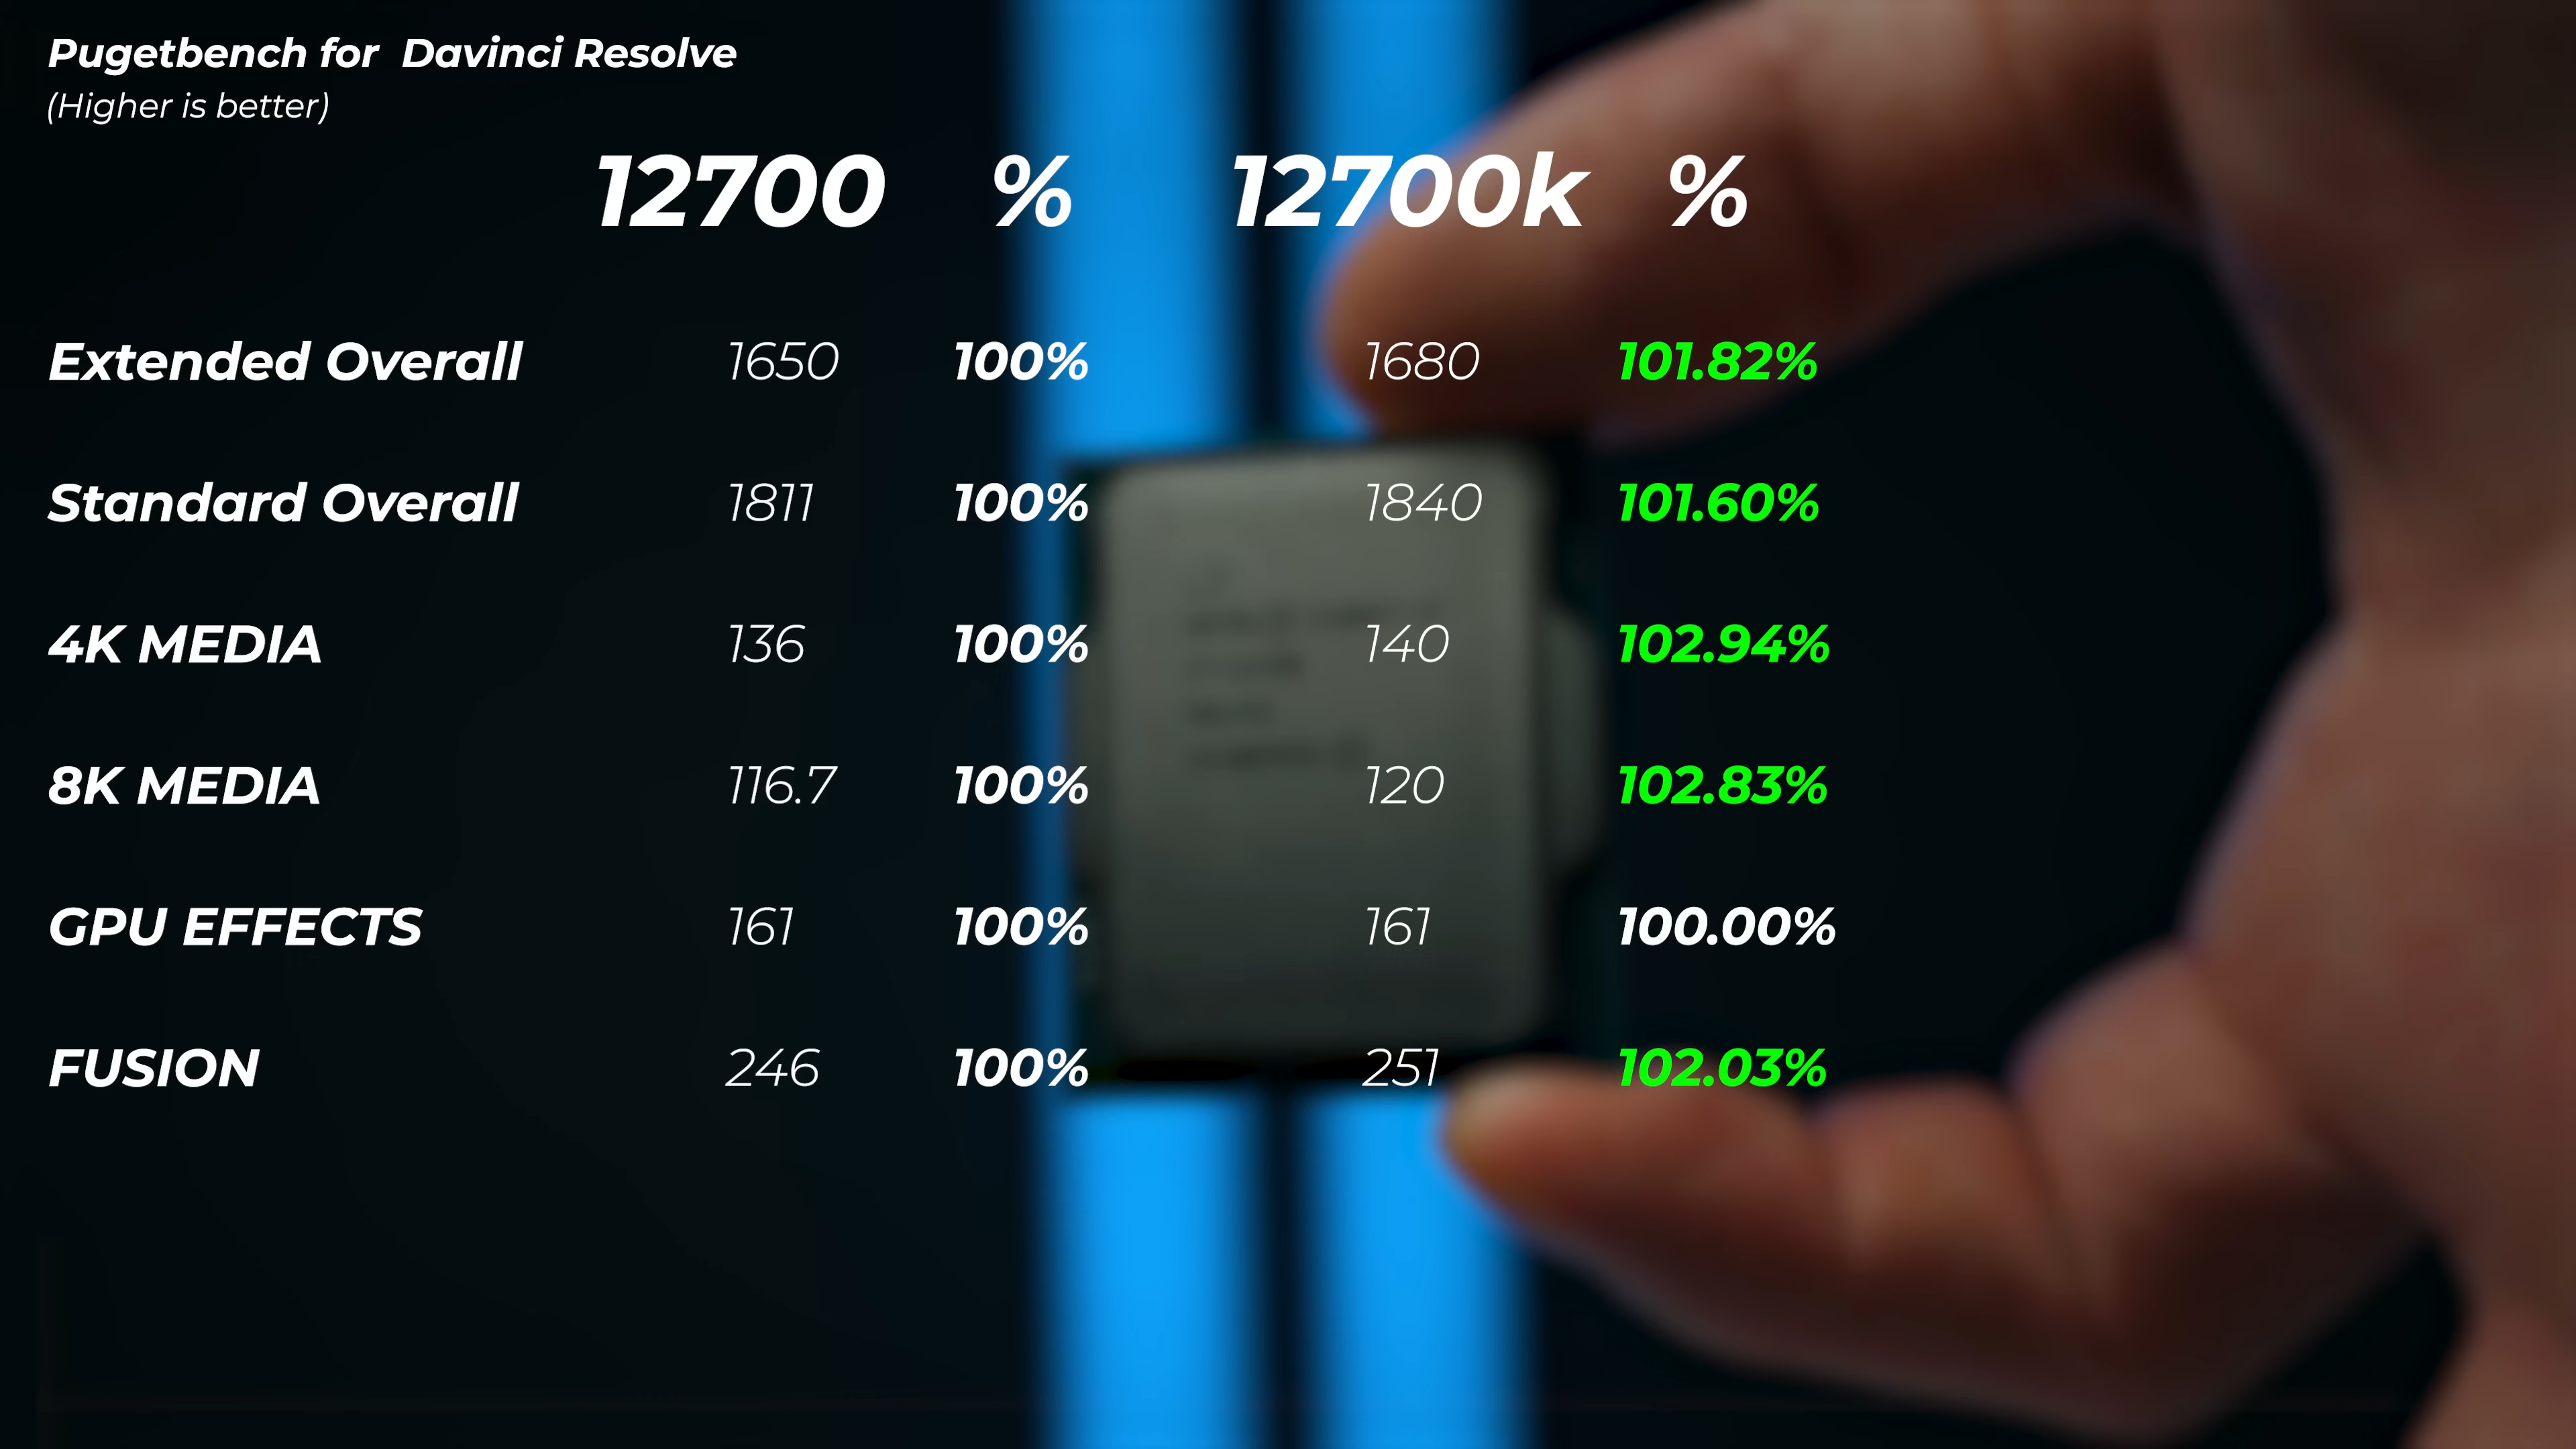 Pugetbench for Davinci Resolve
(Higher is better)
12700 % 12700k %
Extended Overall 1650 100% 1680 101.82%
Standard Overall 1811 100% 1840 101.60%
4K MEDIA 136 100% 140 102.94%
8K MEDIA 116.7 100% 120 102.83%
GPU EFFECTS 161 100% 161 100.00%
FUSION 246 100% 251 102.03%